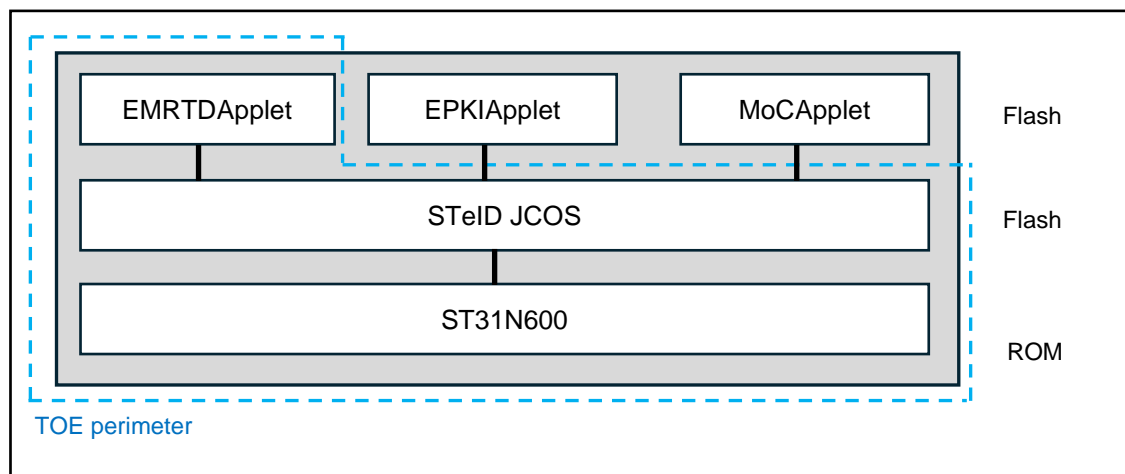 EMRTDApplet EPKIApplet MoCApplet Flash
STeID JCOS Flash
ST31N600
ROM
TOE perimeter